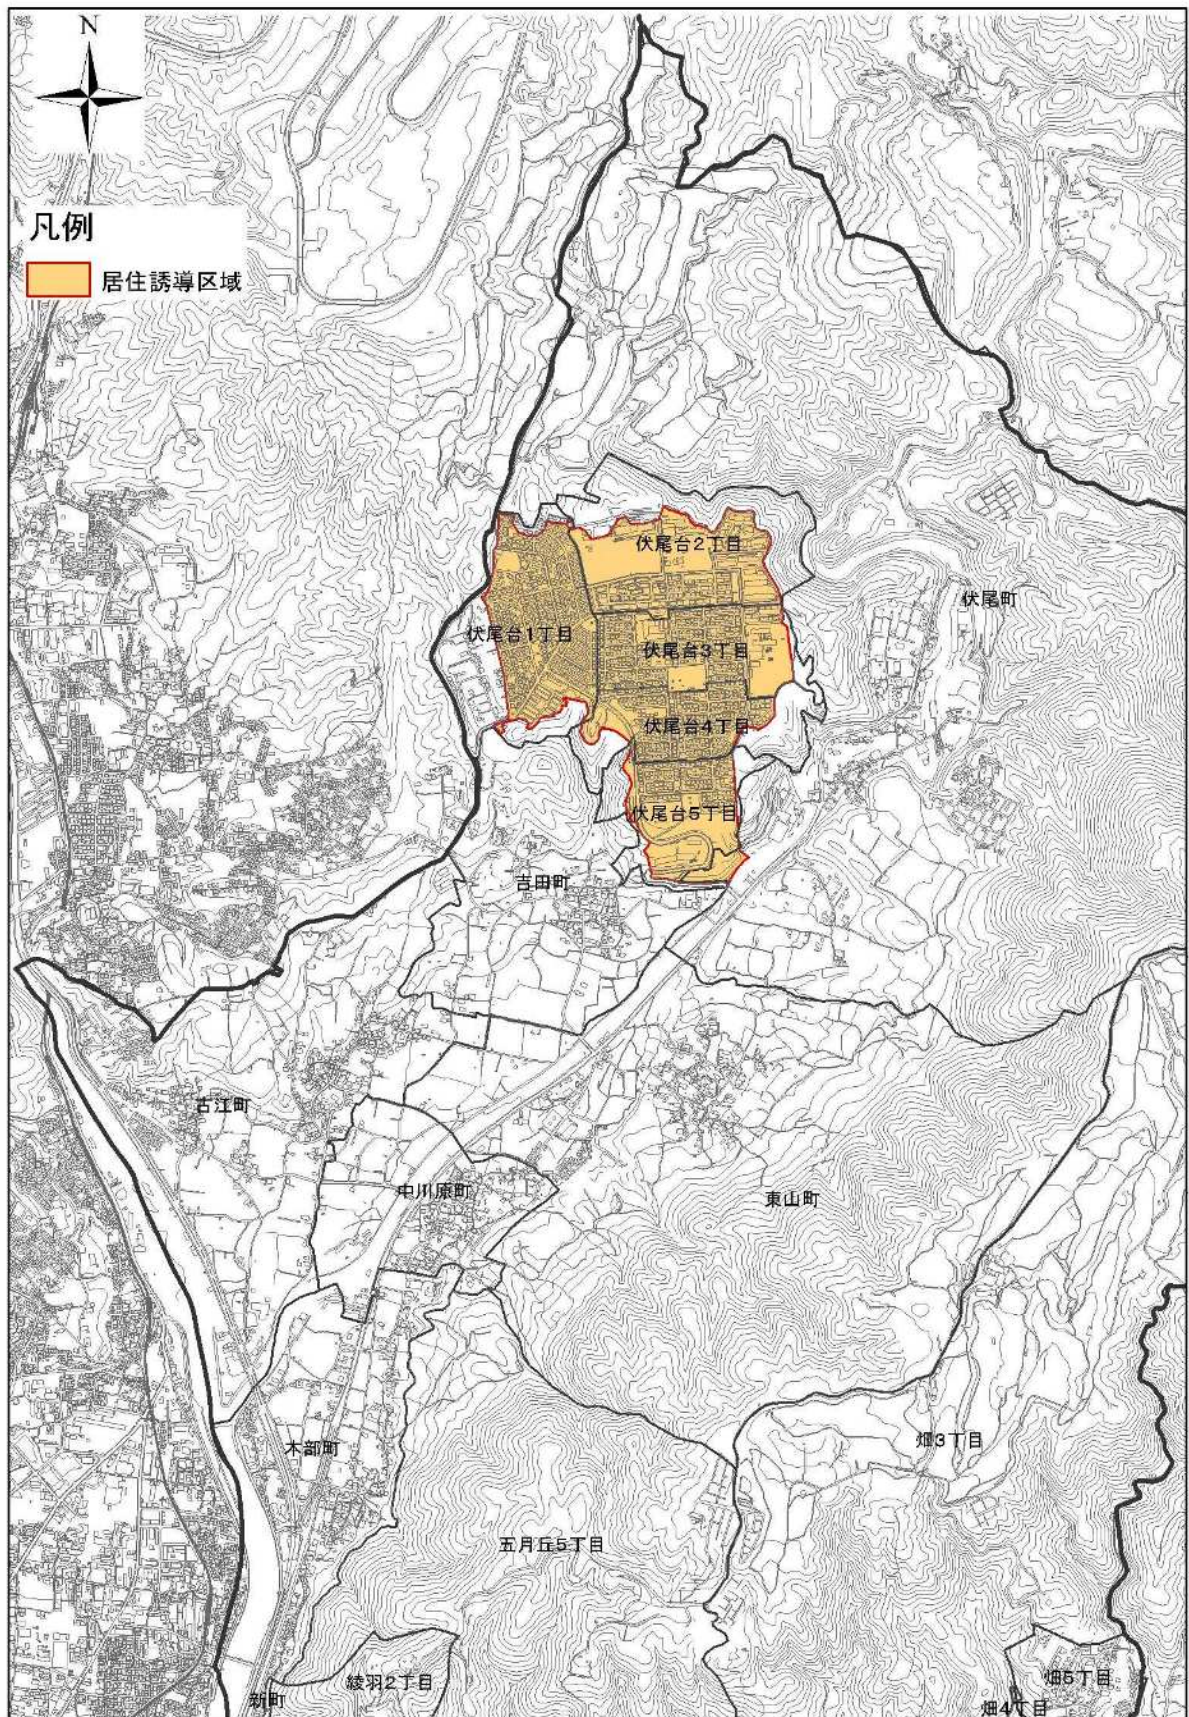 N
凡例
居住誘導区域
伏尾台2丁目
伏尾町
伏尾台1丁目
伏尾台3丁目
伏尾台4丁目
伏尾台5丁目
吉田町
古江町
中川原町
東山町
木部町
畑3丁目
五月丘5丁目
綾羽2丁目
畑5丁目
新町
畑4丁目